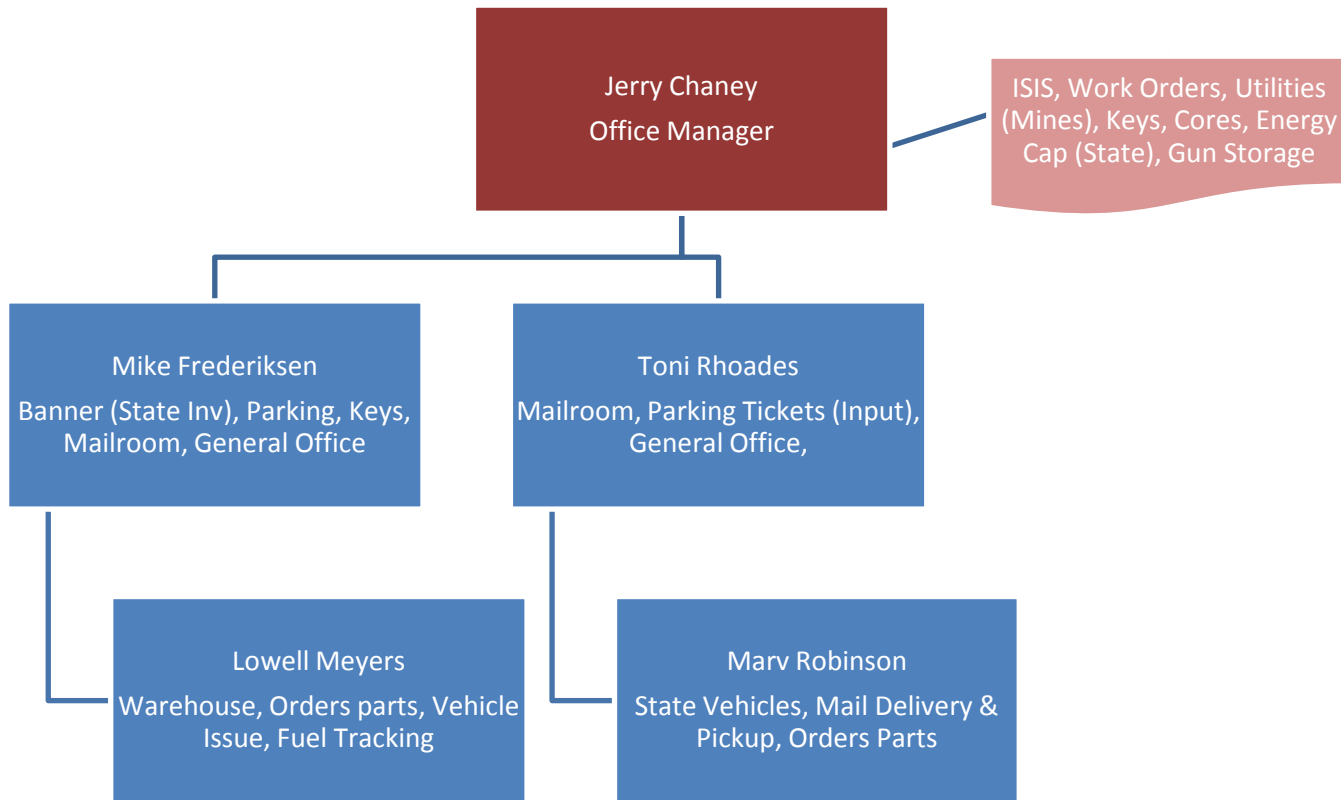 Jerry Chaney
Office Manager
ISIS, Work Orders, Utilities
(Mines), Keys, Cores, Energy
Cap (State), Gun Storage
Mike Frederiksen
Banner (State Inv), Parking, Keys,
Mailroom, General Office
Toni Rhoades
Mailroom, Parking Tickets (Input),
General Office,
Lowell Meyers
Warehouse, Orders parts, Vehicle
Issue, Fuel Tracking
Marv Robinson
State Vehicles, Mail Delivery &
Pickup, Orders Parts